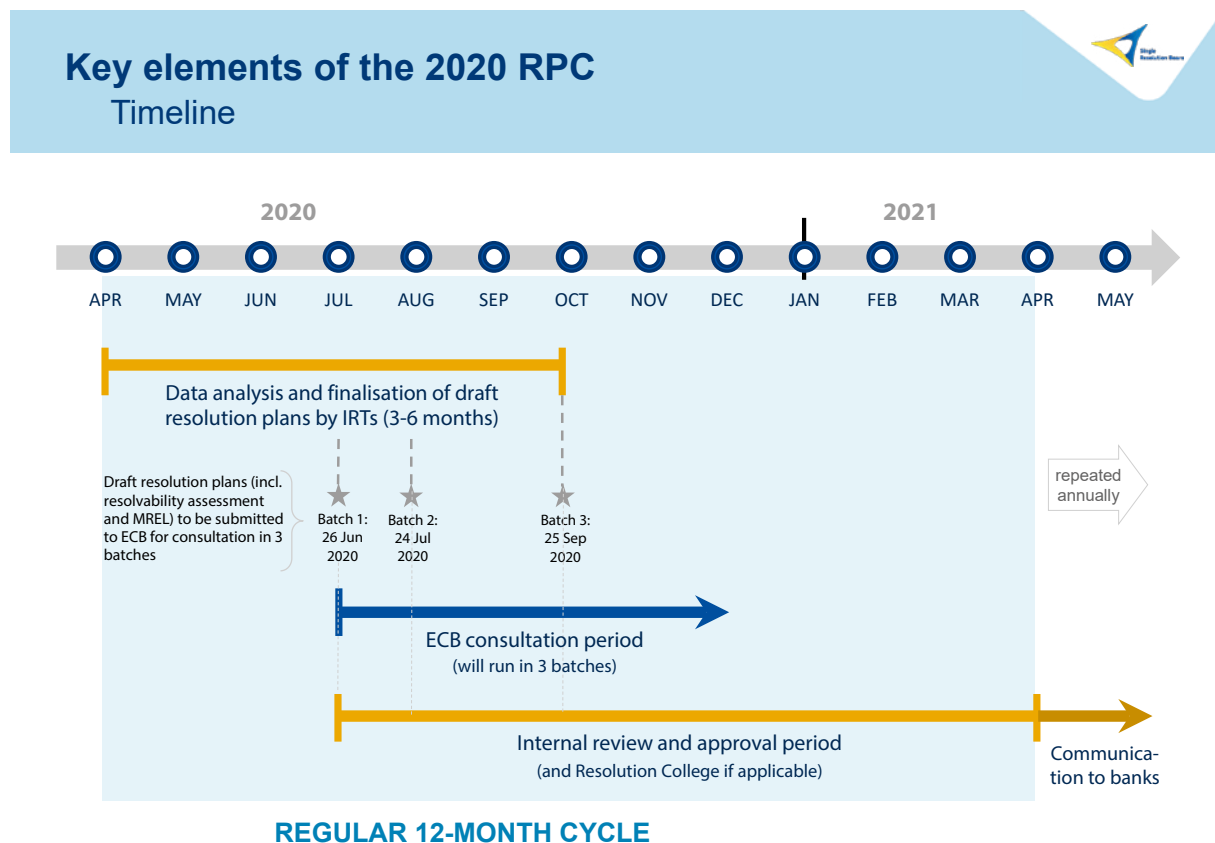 Key elements of the 2020 RPC
Timeline
Single
Resolution Board
2020
2021
APR
MAY
JUN
JUL
AUG
SEP
OCT
NOV
DEC
JAN
FEB
MAR
APR
MAY
Data analysis and finalisation of draft
resolution plans by IRTs (3-6 months)
Draft resolution plans (incl.
resolvability assessment
and MREL) to be submitted
to ECB for consultation in 3
batches
Batch 1:
26 Jun
2020
Batch 2:
24 Jul
2020
Batch 3:
25 Sep
2020
repeated
annually
ECB consultation period
(will run in 3 batches)
Internal review and approval period
(and Resolution College if applicable)
Communica-
tion to banks
REGULAR 12-MONTH CYCLE